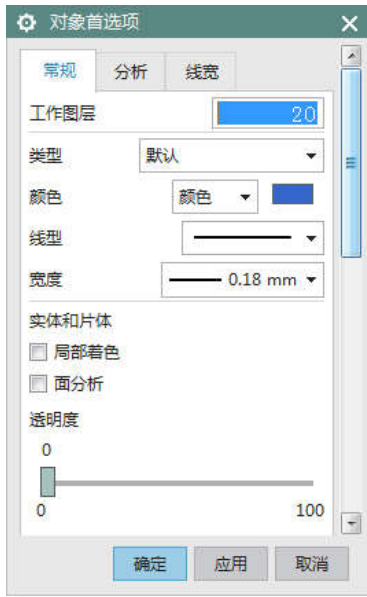 对象首选项
常规 分析 线宽
工作图层 20
类型 默认
颜色 颜色
线型
宽度 0.18 mm
实体和片体
局部着色
面分析
透明度
0
0 100
确定 应用 取消